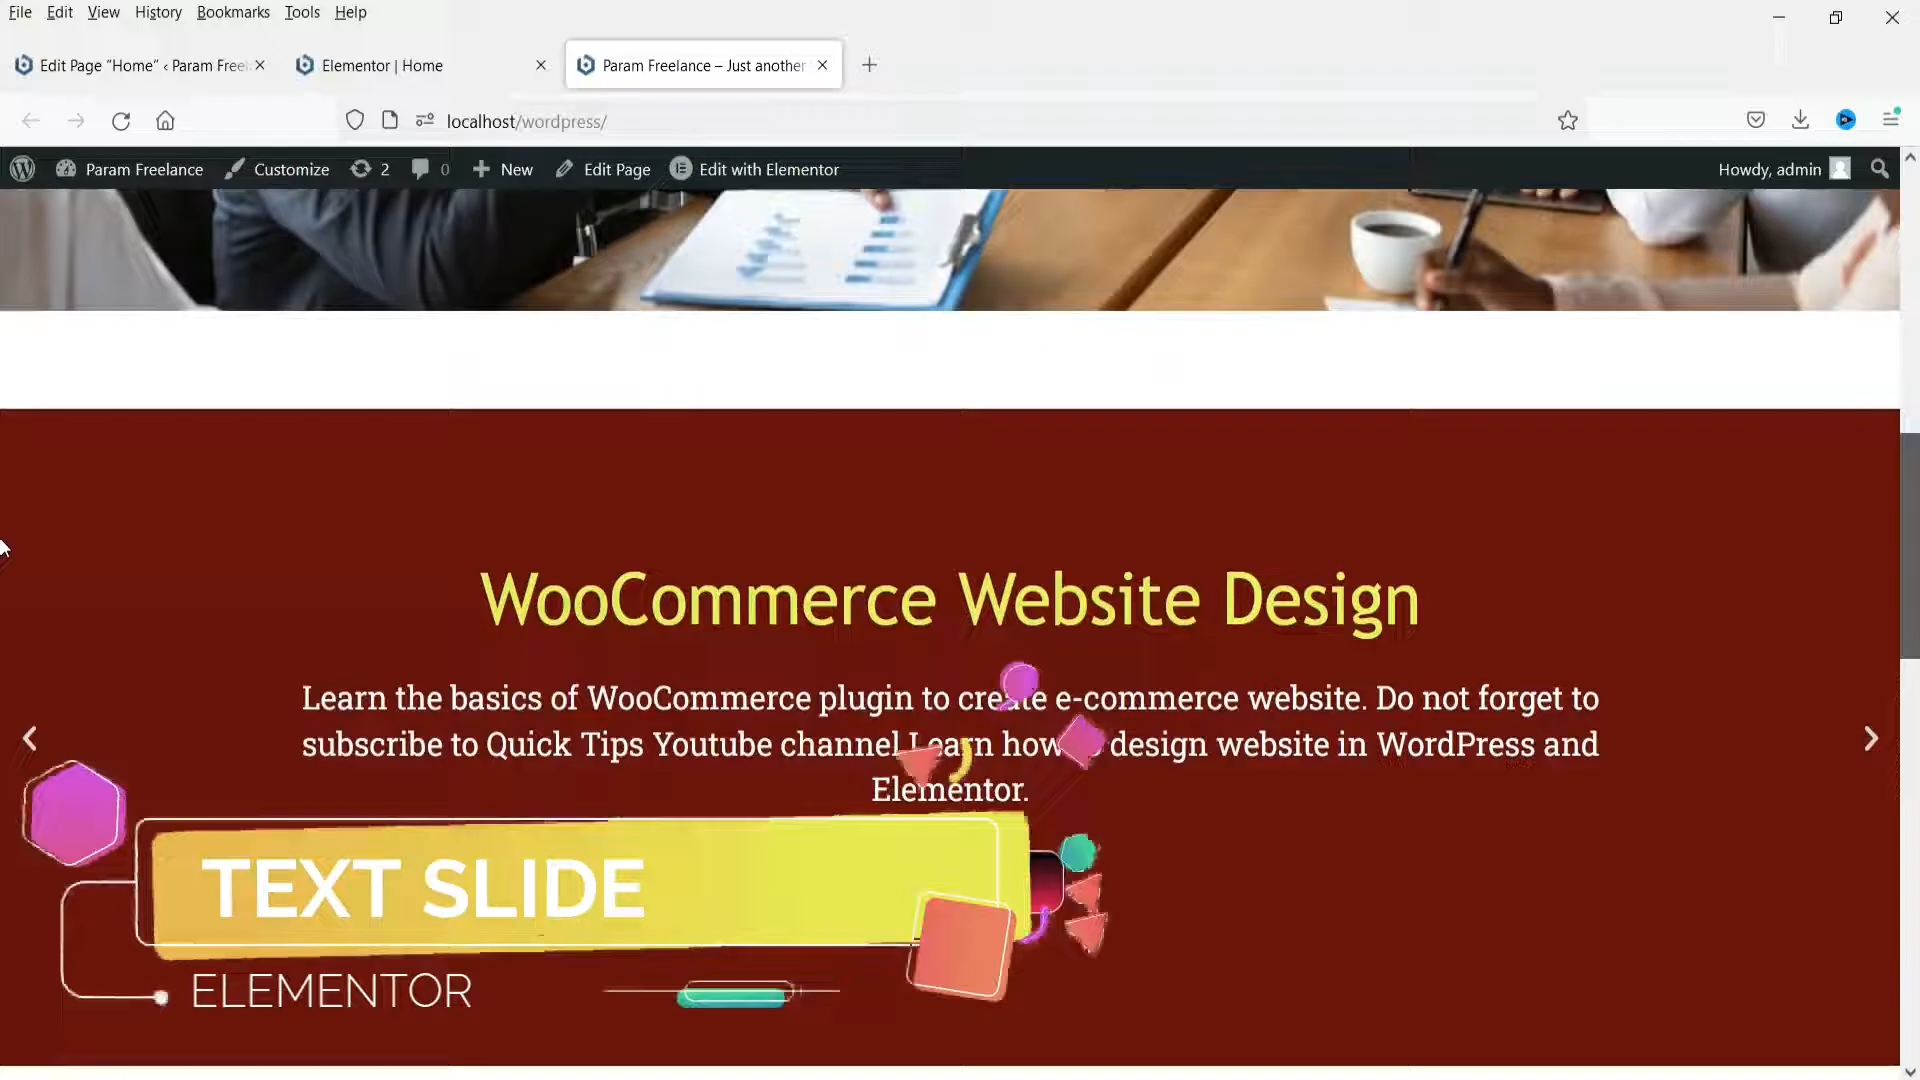 File Edit View History Bookmarks Tools Help
Edit Page “Home” ‹ Param Free
Elementor | Home
Param Freelance – Just another
localhost/wordpress/
Param Freelance Customize 2 0 New Edit Page Edit with Elementor Howdy, admin
WooCommerce Website Design
Learn the basics of WooCommerce plugin to create e-commerce website. Do not forget to
subscribe to Quick Tips Youtube channel Learn how design website in WordPress and
Elementor.
TEXT SLIDE
ELEMENTOR